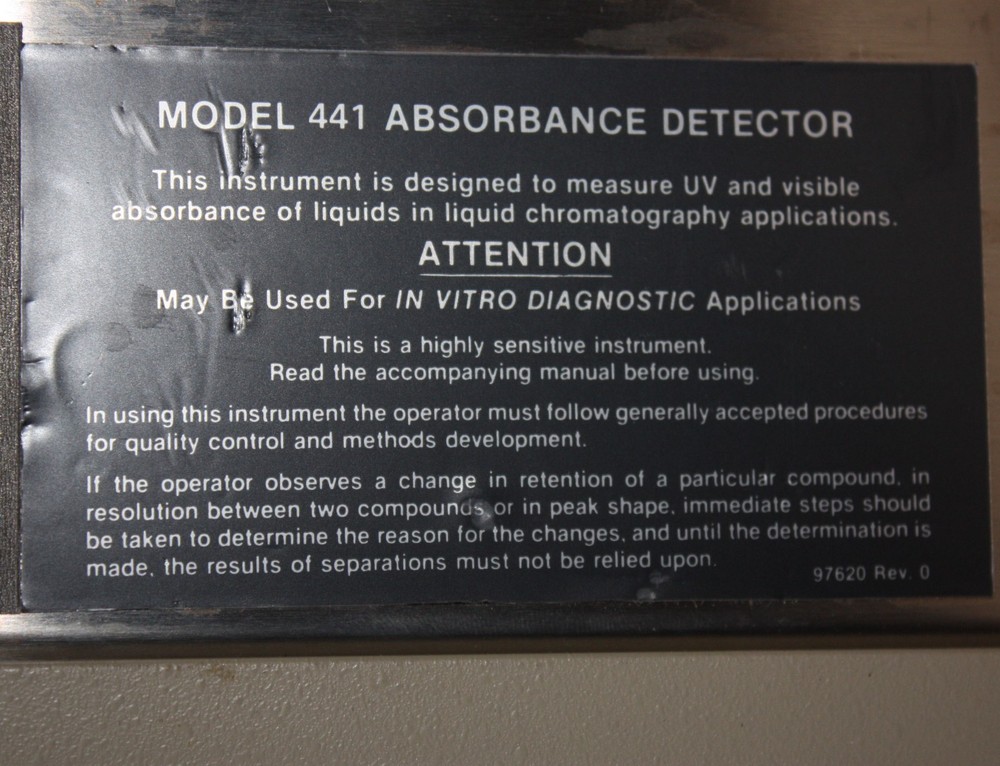 MODEL 441 ABSORBANCE DETECTOR
This instrument is designed to measure UV and visible
absorbance of liquids in liquid chromatography applications.
ATTENTION
May Be Used For IN VITRO DIAGNOSTIC Applications
This is a highly sensitive instrument.
Read the accompanying manual before using.
In using this instrument the operator must follow generally accepted procedures
for quality control and methods development.
If the operator observes a change in retention of a particular compound, in
resolution between two compounds, or in peak shape, immediate steps should
be taken to determine the reason for the changes, and until the determination is
made, the results of separations must not be relied upon.
97620 Rev. 0